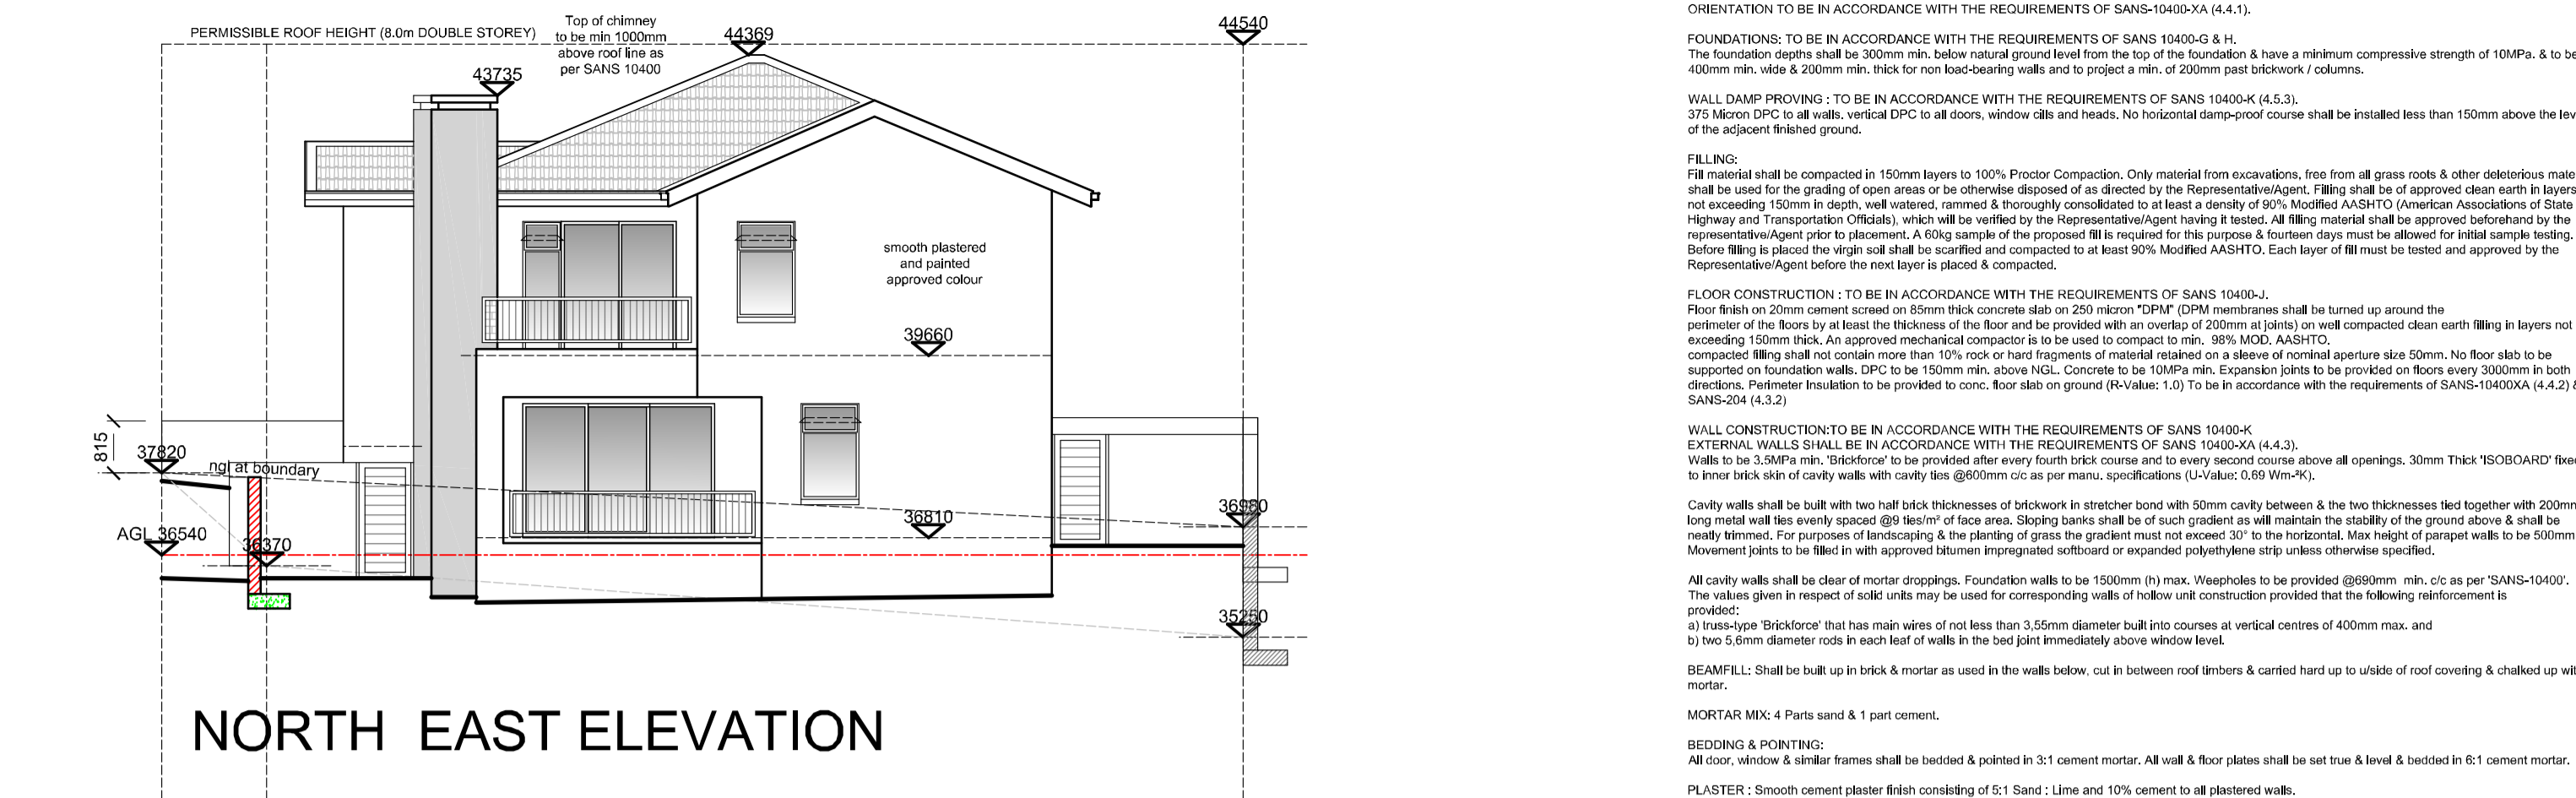 PERMISSIBLE ROOF HEIGHT (8.0m DOUBLE STOREY)
Top of chimney
to be min 1000mm
above roof line as
per SANS 10400
44369
44540
43735
smooth plastered
and painted
approved colour
39660
815
37820
ngl at boundary
36980
36810
AGL 36540
36370
35250
NORTH EAST ELEVATION
ORIENTATION TO BE IN ACCORDANCE WITH THE REQUIREMENTS OF SANS-10400-XA (4.4.1).
FOUNDATIONS: TO BE IN ACCORDANCE WITH THE REQUIREMENTS OF SANS 10400-G & H.
The foundation depths shall be 300mm min. below natural ground level from the top of the foundation & have a minimum compressive strength of 10MPa. & to be
400mm min. wide & 200mm min. thick for non load-bearing walls and to project a min. of 200mm past brickwork / columns.
WALL DAMP PROVING : TO BE IN ACCORDANCE WITH THE REQUIREMENTS OF SANS 10400-K (4.5.3).
375 Micron DPC to all walls. vertical DPC to all doors, window cills and heads. No horizontal damp-proof course shall be installed less than 150mm above the lev
of the adjacent finished ground.
FILLING:
Fill material shall be compacted in 150mm layers to 100% Proctor Compaction. Only material from excavations, free from all grass roots & other deleterious mate
shall be used for the grading of open areas or be otherwise disposed of as directed by the Representative/Agent. Filling shall be of approved clean earth in layers
not exceeding 150mm in depth, well watered, rammed & thoroughly consolidated to at least a density of 90% Modified AASHTO (American Associations of State
Highway and Transportation Officials), which will be verified by the Representative/Agent having it tested. All filling material shall be approved beforehand by the
representative/Agent prior to placement. A 60kg sample of the proposed fill is required for this purpose & fourteen days must be allowed for initial sample testing.
Before filling is placed the virgin soil shall be scarified and compacted to at least 90% Modified AASHTO. Each layer of fill must be tested and approved by the
Representative/Agent before the next layer is placed & compacted.
FLOOR CONSTRUCTION : TO BE IN ACCORDANCE WITH THE REQUIREMENTS OF SANS 10400-J.
Floor finish on 20mm cement screed on 85mm thick concrete slab on 250 micron "DPM" (DPM membranes shall be turned up around the
perimeter of the floors by at least the thickness of the floor and be provided with an overlap of 200mm at joints) on well compacted clean earth filling in layers not
exceeding 150mm thick. An approved mechanical compactor is to be used to compact to min. 98% MOD. AASHTO.
compacted filling shall not contain more than 10% rock or hard fragments of material retained on a sleeve of nominal aperture size 50mm. No floor slab to be
supported on foundation walls. DPC to be 150mm min. above NGL. Concrete to be 10MPa min. Expansion joints to be provided on floors every 3000mm in both
directions. Perimeter Insulation to be provided to conc. floor slab on ground (R-Value: 1.0) To be in accordance with the requirements of SANS-10400XA (4.4.2) &
SANS-204 (4.3.2)
WALL CONSTRUCTION:TO BE IN ACCORDANCE WITH THE REQUIREMENTS OF SANS 10400-K
EXTERNAL WALLS SHALL BE IN ACCORDANCE WITH THE REQUIREMENTS OF SANS 10400-XA (4.4.3).
Walls to be 3.5MPa min. 'Brickforce' to be provided after every fourth brick course and to every second course above all openings. 30mm Thick 'ISOBOARD' fixe
to inner brick skin of cavity walls with cavity ties @600mm c/c as per manu. specifications (U-Value: 0.69 Wm-²K).
Cavity walls shall be built with two half brick thicknesses of brickwork in stretcher bond with 50mm cavity between & the two thicknesses tied together with 200mm
long metal wall ties evenly spaced @9 ties/m² of face area. Sloping banks shall be of such gradient as will maintain the stability of the ground above & shall be
neatly trimmed. For purposes of landscaping & the planting of grass the gradient must not exceed 30° to the horizontal. Max height of parapet walls to be 500mm
Movement joints to be filled in with approved bitumen impregnated softboard or expanded polyethylene strip unless otherwise specified.
All cavity walls shall be clear of mortar droppings. Foundation walls to be 1500mm (h) max. Weepholes to be provided @690mm min. c/c as per 'SANS-10400'.
The values given in respect of solid units may be used for corresponding walls of hollow unit construction provided that the following reinforcement is
provided:
a) truss-type 'Brickforce' that has main wires of not less than 3,55mm diameter built into courses at vertical centres of 400mm max. and
b) two 5,6mm diameter rods in each leaf of walls in the bed joint immediately above window level.
BEAMFILL: Shall be built up in brick & mortar as used in the walls below, cut in between roof timbers & carried hard up to u/side of roof covering & chalked up wit
mortar.
MORTAR MIX: 4 Parts sand & 1 part cement.
BEDDING & POINTING:
All door, window & similar frames shall be bedded & pointed in 3:1 cement mortar. All wall & floor plates shall be set true & level & bedded in 6:1 cement mortar.
PLASTER : Smooth cement plaster finish consisting of 5:1 Sand : Lime and 10% cement to all plastered walls.